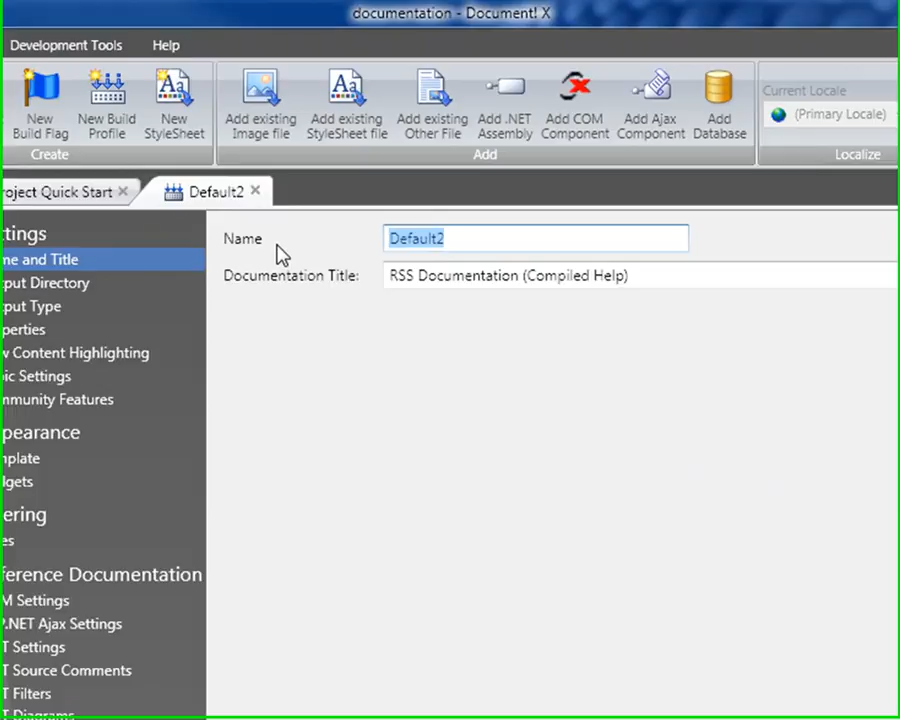 documentation - Document! X
Development Tools Help
New Build Flag
New Build Profile
New StyleSheet
Add existing Image file
Add existing StyleSheet file
Add existing Other File
Add .NET Assembly
Add COM Component
Add Ajax Component
Add Database
Current Locale
(Primary Locale)
Create
Add
Localize
roject Quick Start
Default2
ttings
me and Title
tput Directory
tput Type
perties
w Content Highlighting
pic Settings
mmunity Features
pearance
mplate
dgets
ering
es
ference Documentation
M Settings
P.NET Ajax Settings
T Settings
T Source Comments
T Filters
T Diagrams
Name
Default2
Documentation Title:
RSS Documentation (Compiled Help)